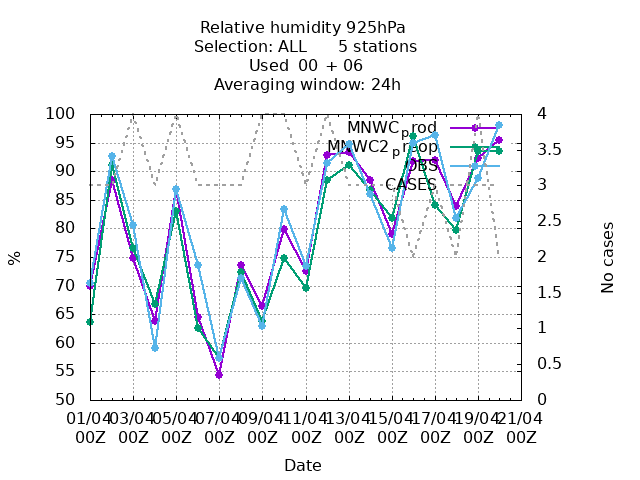 Relative humidity 925hPa
Selection: ALL 5 stations
Used 00 + 06
Averaging window: 24h
100 4
95 MNWC_prod
90 MNWC2_preop 3.5
85 OBS
80 CASES 3
75 2.5
70 2
65 1.5
60 1
55 0.5
50 0
%
No cases
01/04 03/04 05/04 07/04 09/04 11/04 13/04 15/04 17/04 19/04 21/04
00Z 00Z 00Z 00Z 00Z 00Z 00Z 00Z 00Z 00Z 00Z
Date